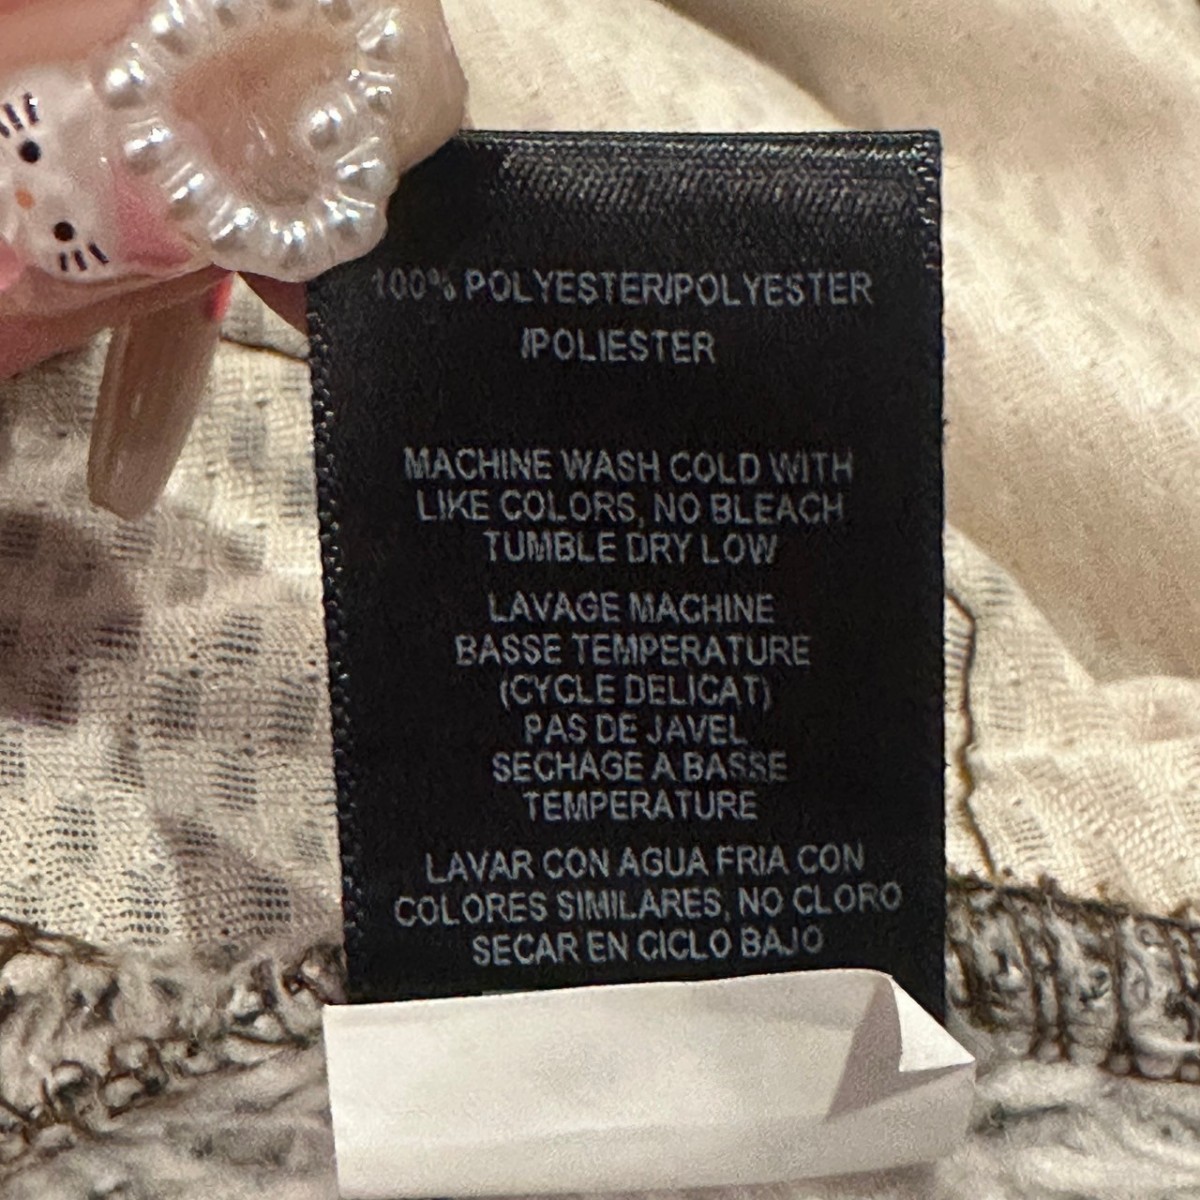 100% POLYESTER/POLYESTER
/POLIESTER
MACHINE WASH COLD WITH
LIKE COLORS, NO BLEACH
TUMBLE DRY LOW
LAVAGE MACHINE
BASSE TEMPERATURE
(CYCLE DELICAT)
PAS DE JAVEL
SECHAGE A BASSE
TEMPERATURE
LAVAR CON AGUA FRIA CON
COLORES SIMILARES, NO CLORO
SECAR EN CICLO BAJO